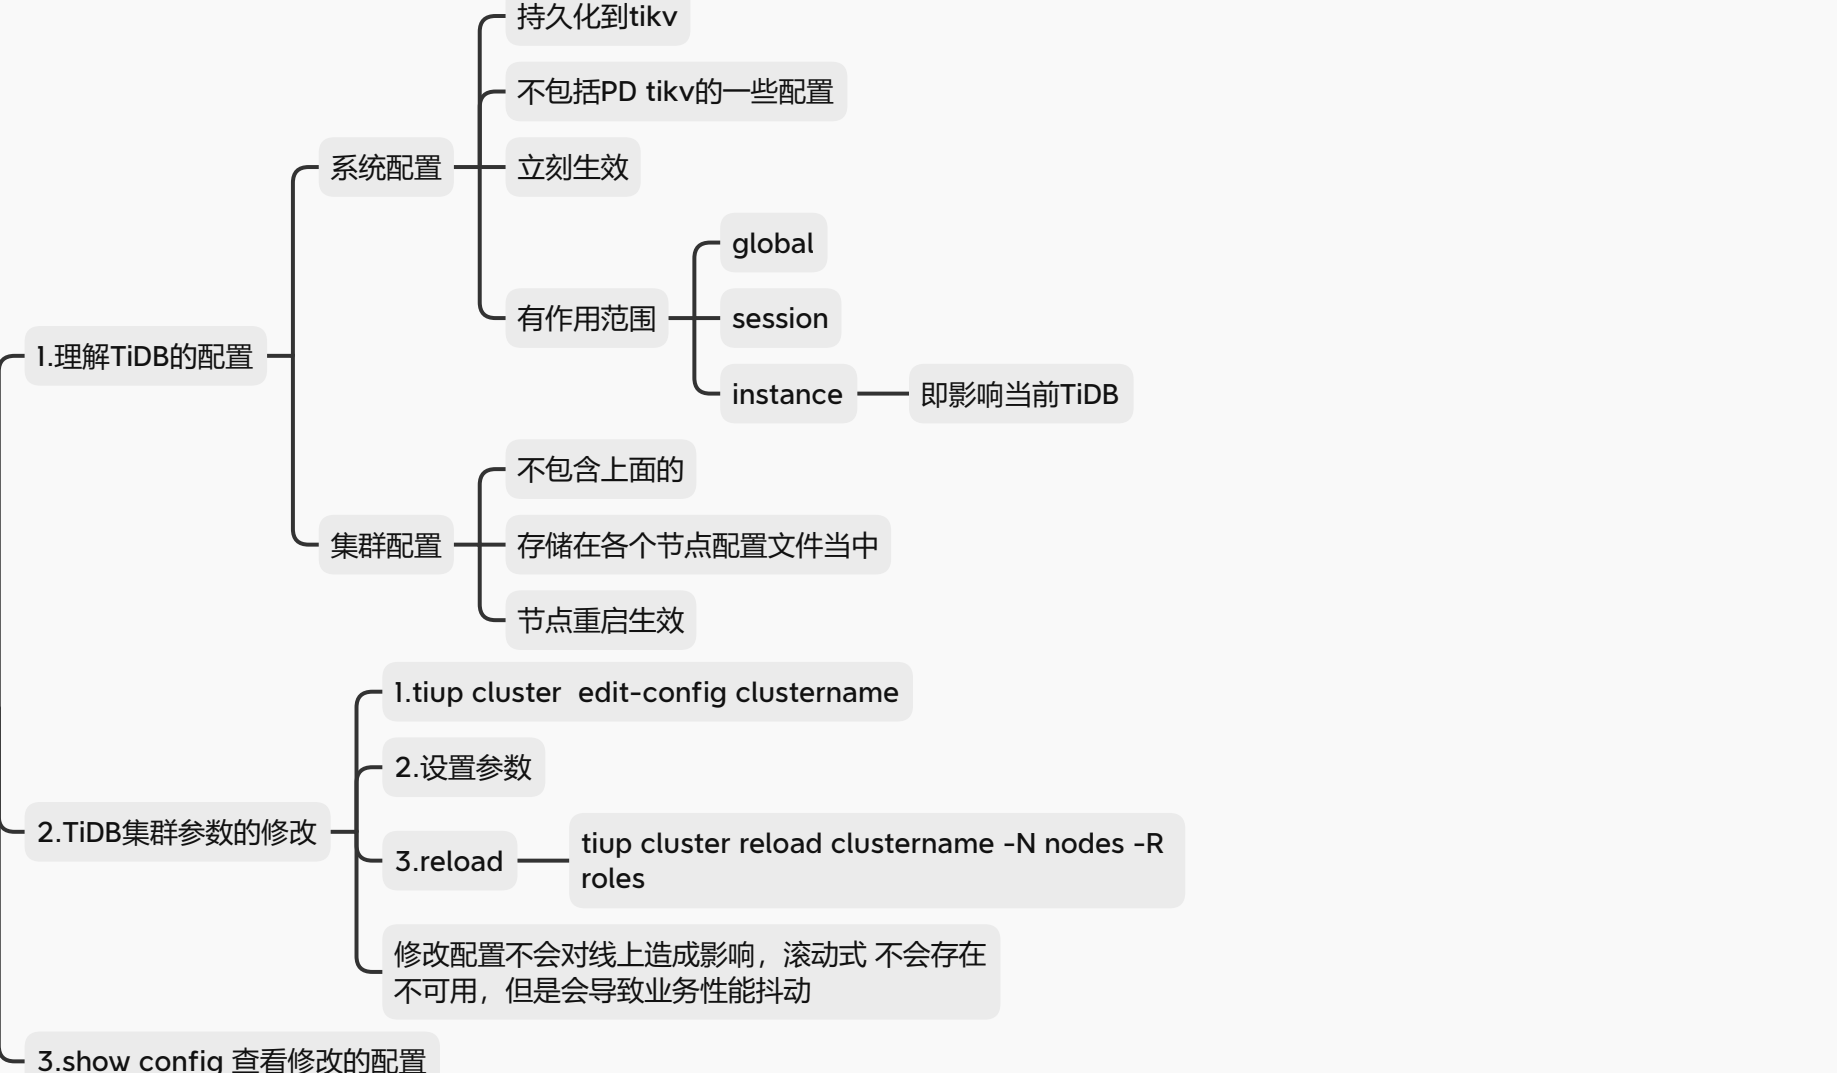 持久化到tikv
不包括PD tikv的一些配置
系统配置
立刻生效
global
有作用范围
session
1.理解TiDB的配置
instance
即影响当前TiDB
不包含上面的
集群配置
存储在各个节点配置文件当中
节点重启生效
1.tiup cluster  edit-config clustername
2.设置参数
2.TiDB集群参数的修改
3.reload
tiup cluster reload clustername -N nodes -R
roles
修改配置不会对线上造成影响，滚动式 不会存在
不可用，但是会导致业务性能抖动
3.show config 查看修改的配置